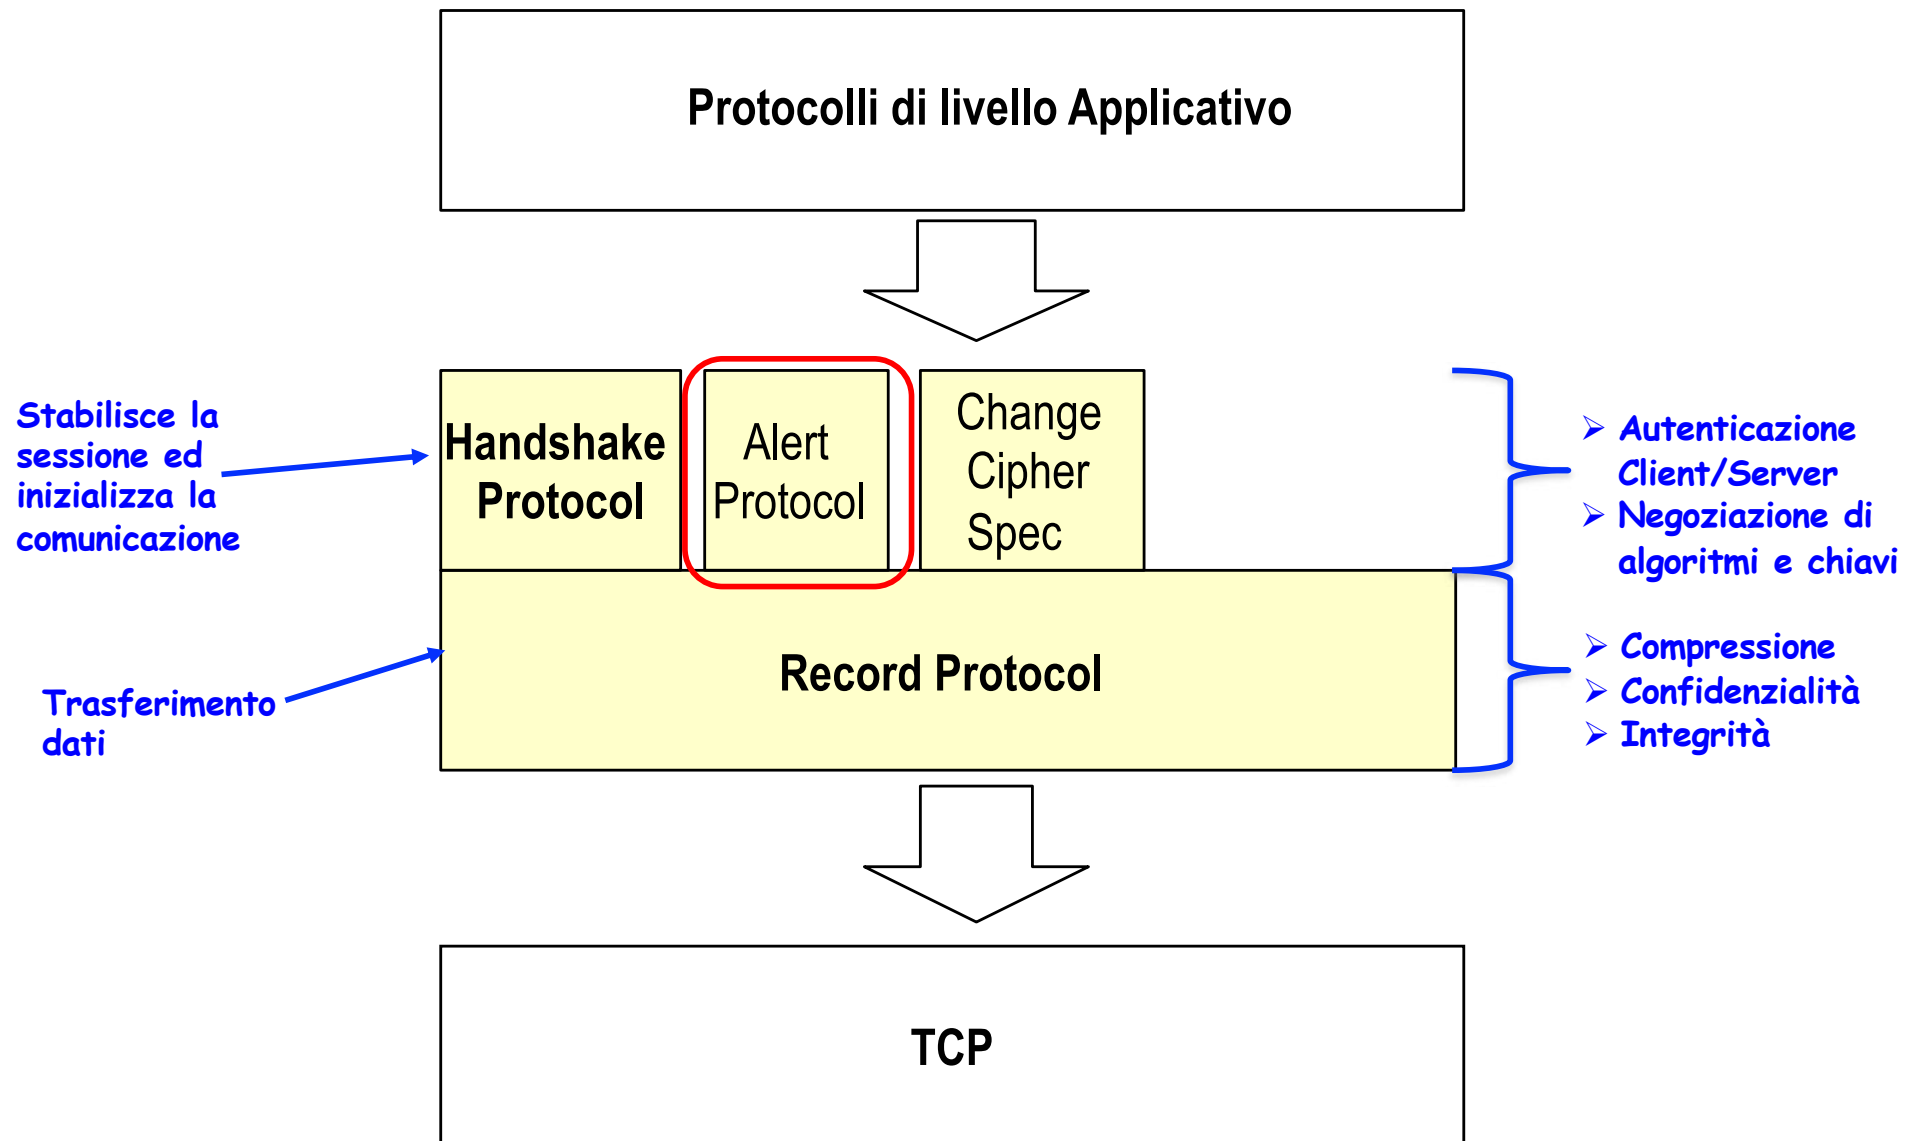 Protocolli di livello Applicativo
Stabilisce la
sessione ed
inizializza la
comunicazione
Handshake
Protocol
Alert
Protocol
Change
Cipher
Spec
➢ Autenticazione
Client/Server
➢ Negoziazione di
algoritmi e chiavi
Trasferimento
dati
Record Protocol
➢ Compressione
➢ Confidenzialità
➢ Integrità
TCP